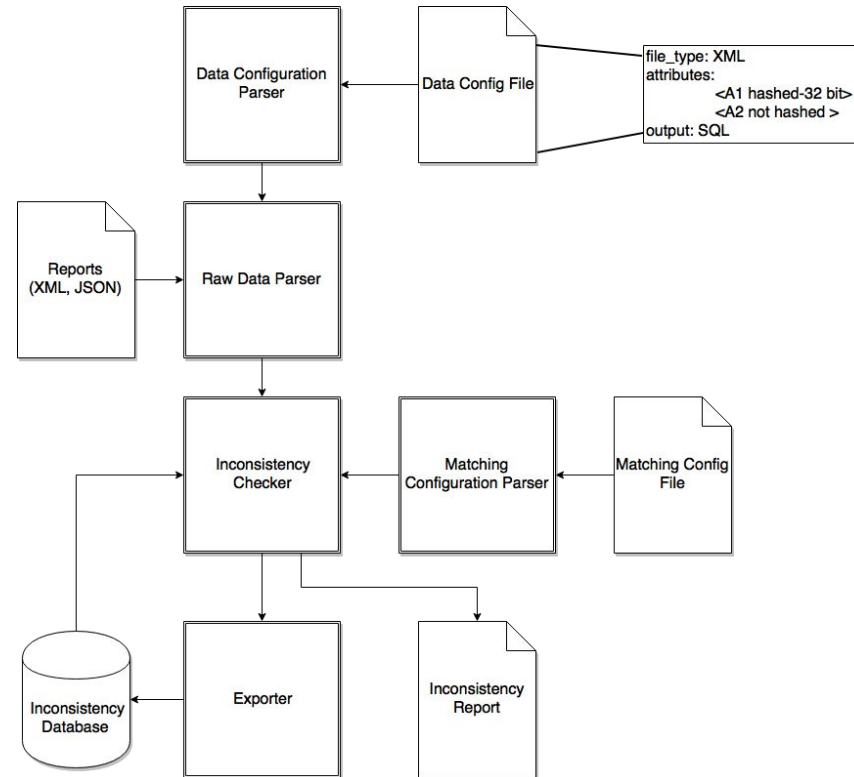 Data Configuration
Parser
Data Config File
file_type: XML
attributes:
<A1 hashed-32 bit>
<A2 not hashed >
output: SQL
Reports
(XML, JSON)
Raw Data Parser
Inconsistency
Checker
Matching
Configuration Parser
Matching Config
File
Inconsistency
Database
Exporter
Inconsistency
Report